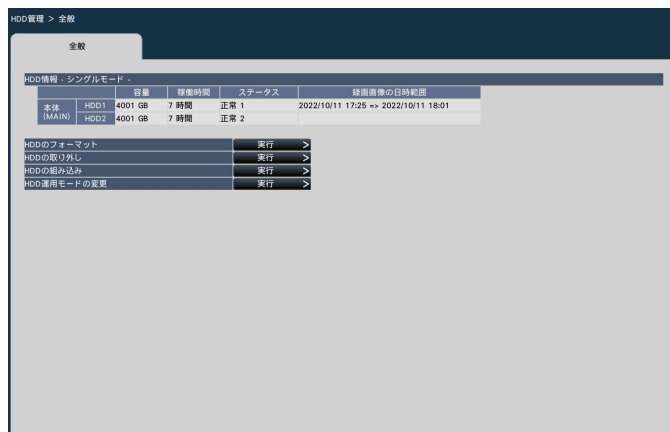 HDD管理 > 全般
全般
HDD情報 - シングルモード -
容量 稼働時間 ステータス 録画画像の日時範囲
本体 (MAIN) HDD1 4001 GB 7 時間 正常 1 2022/10/11 17:25 => 2022/10/11 18:01
HDD2 4001 GB 7 時間 正常 2
HDDのフォーマット 実行 >
HDDの取り外し 実行 >
HDDの組み込み 実行 >
HDD運用モードの変更 実行 >